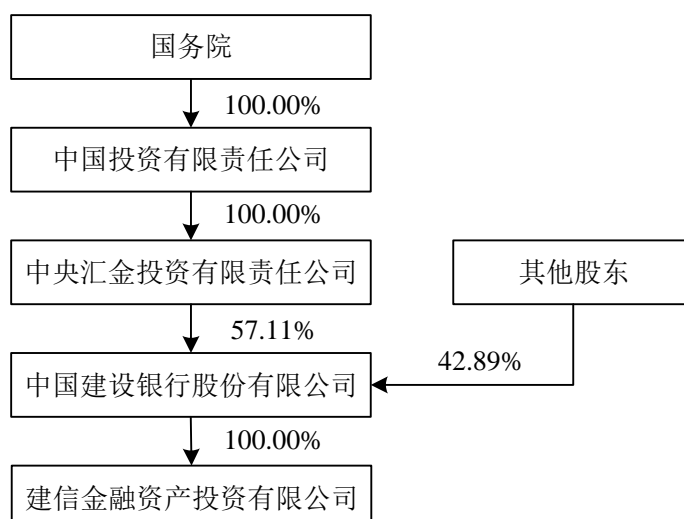 国务院
100.00%
中国投资有限责任公司
100.00%
中央汇金投资有限责任公司
其他股东
57.11%
42.89%
中国建设银行股份有限公司
100.00%
建信金融资产投资有限公司